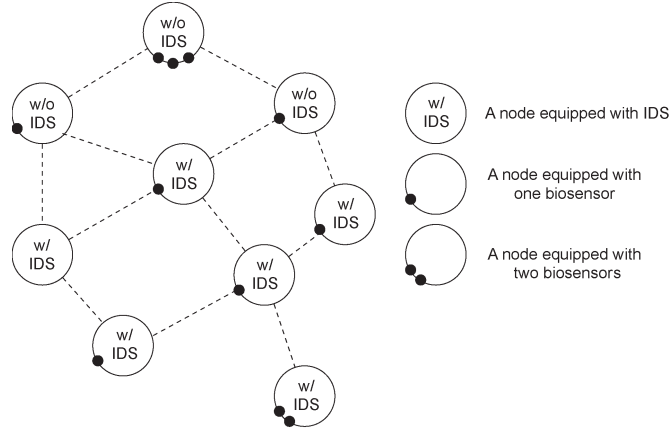 w/o
IDS
w/o
IDS
w/o
IDS
w/
IDS
w/
IDS
w/
IDS
w/
IDS
w/
IDS
w/
IDS
w/
IDS
A node equipped with IDS
A node equipped with
one biosensor
A node equipped with
two biosensors